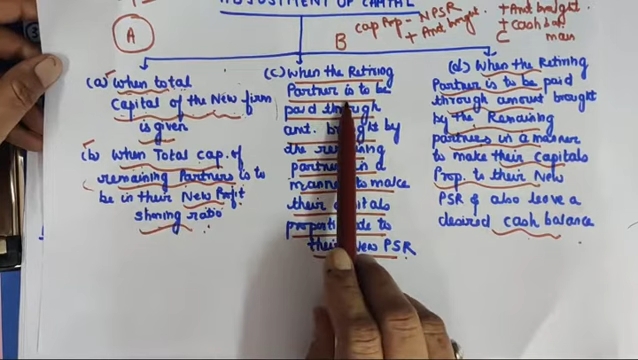 ADJUSTMENT OF CAPITAL
A
B
cap Prop - NPSR
+ Amt brought.
+ Amt brought.
+ Cash bal
C
main
(a) When total
Capital of the New firm
is given
(b) When Total cap. of
remaining Partners is to
be in their New Profit
sharing ratio
(c) When the Retiring
Partner is to be
paid through
amt. brought by
the remaining
partners in a
manner to make
their capitals
proportionate to
their New PSR
(d) When the Retiring
Partner is to be paid
through amount brought
by the Remaining
partners in a manner
to make their Capitals
Prop. to their New
PSR & also leave a
desired cash balance